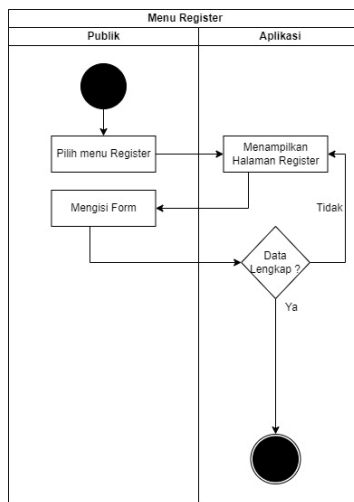 Menu Register
Publik
Aplikasi
Pilih menu Register
Menampilkan
Halaman Register
Mengisi Form
Tidak
Data
Lengkap ?
Ya